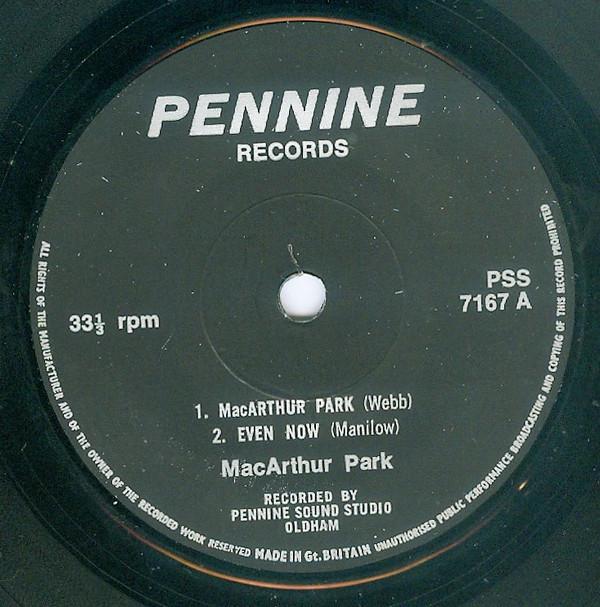 PENNINE
RECORDS
PSS
7167 A
33⅓ rpm
1. MacARTHUR PARK (Webb)
2. EVEN NOW (Manilow)
MacArthur Park
RECORDED BY
PENNINE SOUND STUDIO
OLDHAM
ALL RIGHTS OF THE MANUFACTURER AND OF THE OWNER OF THE RECORDED WORK RESERVED MADE IN Gt.BRITAIN UNAUTHORISED PUBLIC PERFORMANCE BROADCASTING AND COPYING OF THIS RECORD PROHIBITED